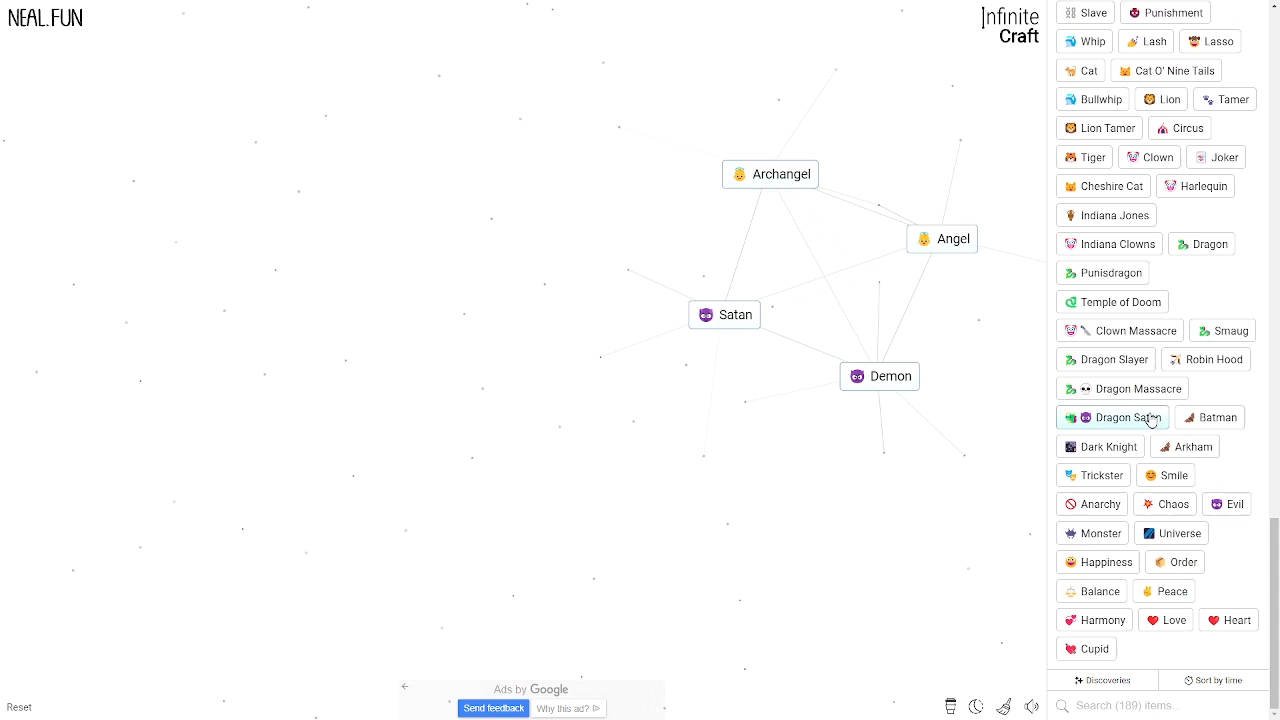 NEAL.FUN
Infinite
Craft
Archangel
Angel
Satan
Demon
Slave Punishment
Whip Lash Lasso
Cat Cat O' Nine Tails
Bullwhip Lion Tamer
Lion Tamer Circus
Tiger Clown Joker
Cheshire Cat Harlequin
Indiana Jones
Indiana Clowns Dragon
Punisdragon
Temple of Doom
Clown Massacre Smaug
Dragon Slayer Robin Hood
Dragon Massacre
Dragon Satan Batman
Dark Knight Arkham
Trickster Smile
Anarchy Chaos Evil
Monster Universe
Happiness Order
Balance Peace
Harmony Love Heart
Cupid
Discoveries Sort by time
Search (189) items...
Reset
Ads by Google
Send feedback Why this ad?